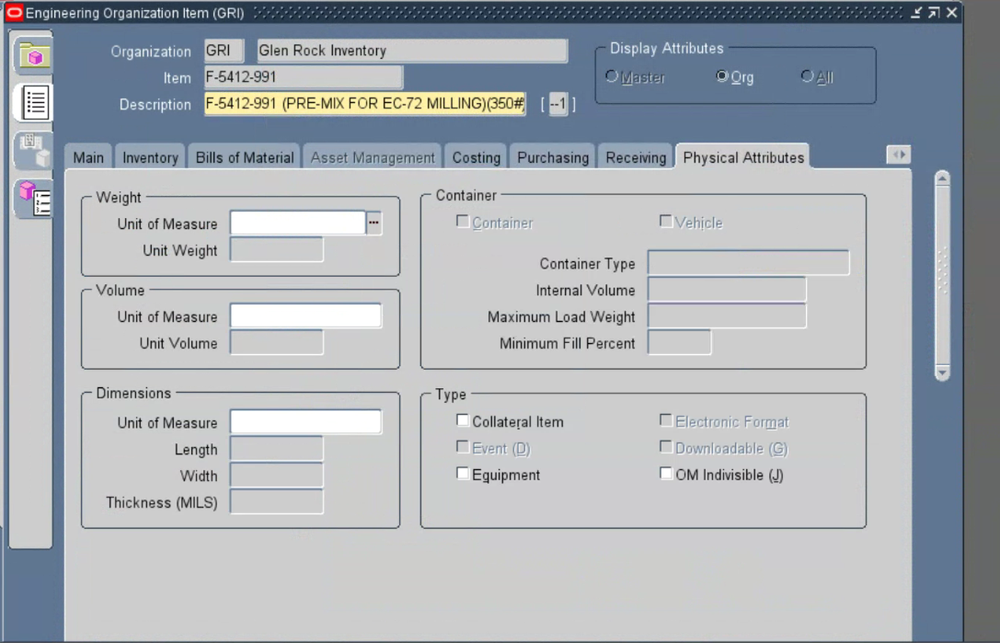 Engineering Organization Item (GRI)
Organization GRI Glen Rock Inventory
Item F-5412-991
Description F-5412-991 (PRE-MIX FOR EC-72 MILLING)(350#) [ --1 ]
Display Attributes
Master Org All
Main Inventory Bills of Material Asset Management Costing Purchasing Receiving Physical Attributes
Weight
Unit of Measure
Unit Weight
Volume
Unit of Measure
Unit Volume
Dimensions
Unit of Measure
Length
Width
Thickness (MILS)
Container
Container Vehicle
Container Type
Internal Volume
Maximum Load Weight
Minimum Fill Percent
Type
Collateral Item Electronic Format
Event (D) Downloadable (G)
Equipment OM Indivisible (J)